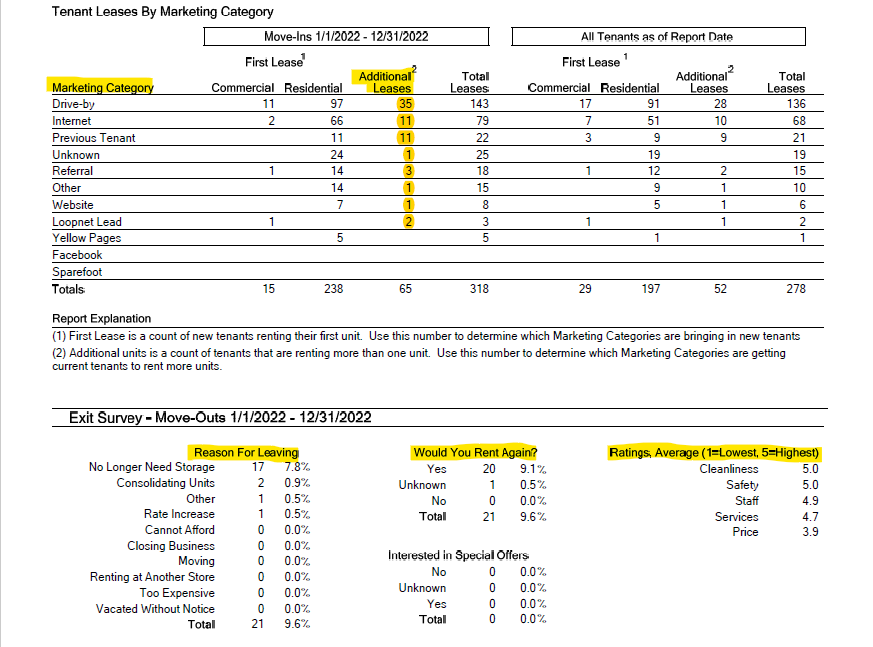 Tenant Leases By Marketing Category
Move-Ins 1/1/2022 - 12/31/2022 All Tenants as of Report Date
First Lease 1 First Lease 1
Additional 2 Total Additional 2 Total
Marketing Category Commercial Residential Leases Leases Commercial Residential Leases Leases
Drive-by 11 97 35 143 17 91 28 136
Internet 2 66 11 79 7 51 10 68
Previous Tenant 11 11 22 3 9 9 21
Unknown 24 1 25 19 19
Referral 1 14 3 18 1 12 2 15
Other 14 1 15 9 1 10
Website 7 1 8 5 1 6
Loopnet Lead 1 2 3 1 1 2
Yellow Pages 5 5 1 1
Facebook
Sparefoot
Totals 15 238 65 318 29 197 52 278
Report Explanation
(1) First Lease is a count of new tenants renting their first unit. Use this number to determine which Marketing Categories are bringing in new tenants
(2) Additional units is a count of tenants that are renting more than one unit. Use this number to determine which Marketing Categories are getting
current tenants to rent more units.
Exit Survey - Move-Outs 1/1/2022 - 12/31/2022
Reason For Leaving
No Longer Need Storage 17 7.8%
Consolidating Units 2 0.9%
Other 1 0.5%
Rate Increase 1 0.5%
Cannot Afford 0 0.0%
Closing Business 0 0.0%
Moving 0 0.0%
Renting at Another Store 0 0.0%
Too Expensive 0 0.0%
Vacated Without Notice 0 0.0%
Total 21 9.6%
Would You Rent Again?
Yes 20 9.1%
Unknown 1 0.5%
No 0 0.0%
Total 21 9.6%
Interested in Special Offers
No 0 0.0%
Unknown 0 0.0%
Yes 0 0.0%
Total 0 0.0%
Ratings, Average (1=Lowest, 5=Highest)
Cleanliness 5.0
Safety 5.0
Staff 4.9
Services 4.7
Price 3.9